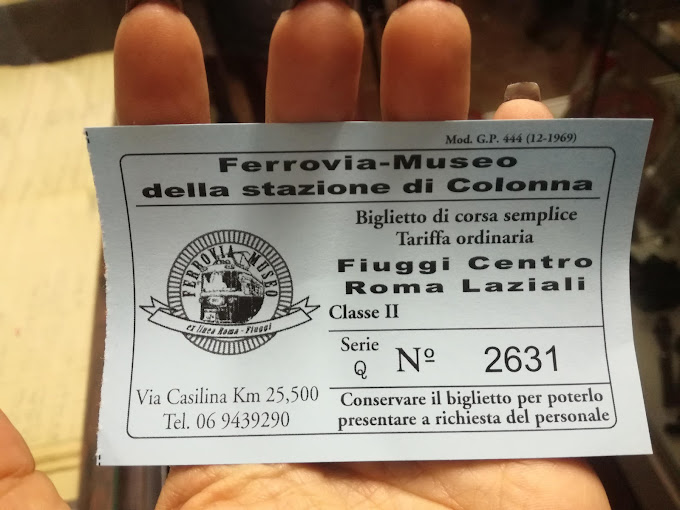 Mod. G.P. 444 (12-1969)
Ferrovia-Museo
della stazione di Colonna
Biglietto di corsa semplice
Tariffa ordinaria
Fiuggi Centro
Roma Laziali
Classe II
FERROVIA MUSEO
ex linea Roma - Fiuggi
Serie
Q
Nº 2631
Via Casilina Km 25,500
Tel. 06 9439290
Conservare il biglietto per poterlo
presentare a richiesta del personale